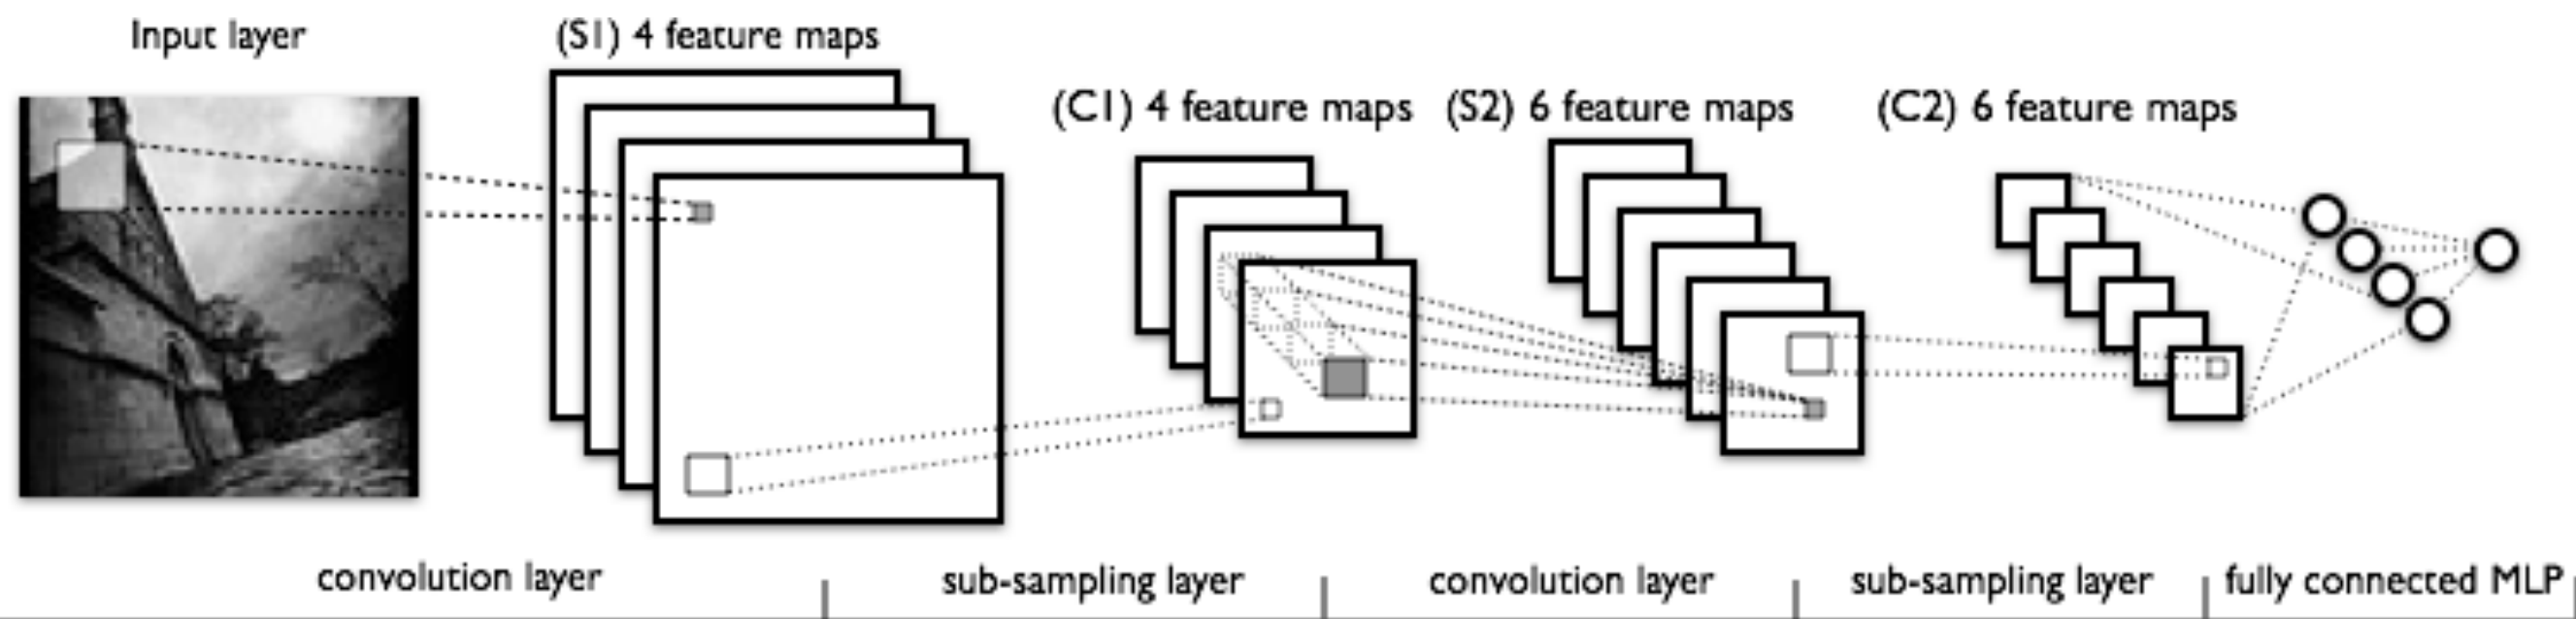 Input layer
(S1) 4 feature maps
(C1) 4 feature maps
(S2) 6 feature maps
(C2) 6 feature maps
convolution layer
sub-sampling layer
convolution layer
sub-sampling layer
fully connected MLP